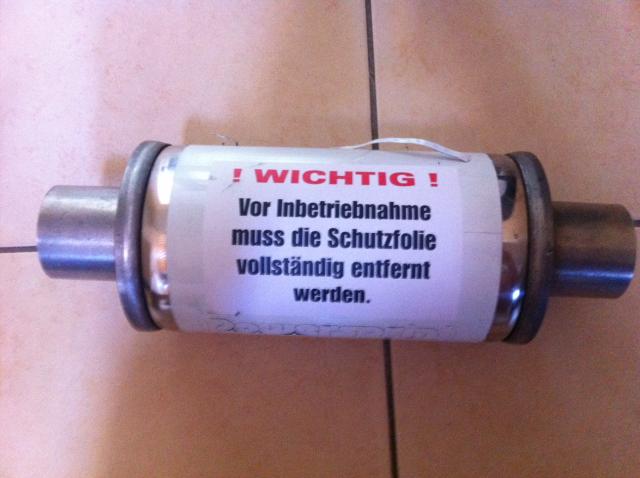 ! WICHTIG !
Vor Inbetriebnahme
muss die Schutzfolie
vollständig entfernt
werden.